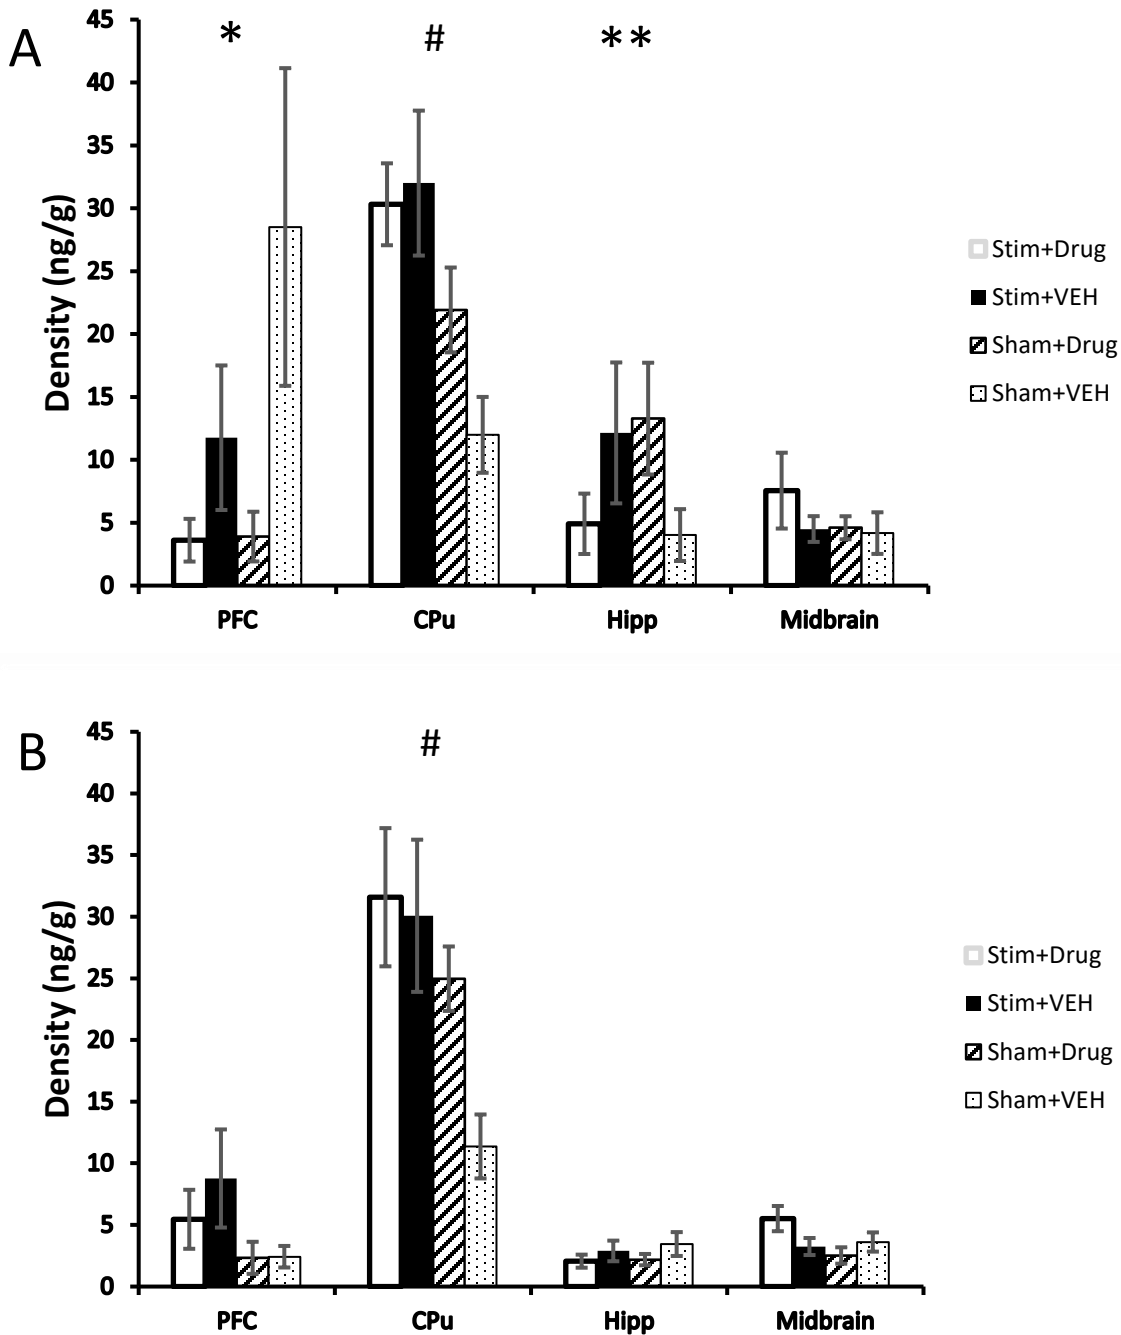 A
* # **
45
40
35
30
25
20
15
10
5
0
Density (ng/g)
PFC CPu Hipp Midbrain
Stim+Drug
Stim+VEH
Sham+Drug
Sham+VEH
B
#
45
40
35
30
25
20
15
10
5
0
Density (ng/g)
PFC CPu Hipp Midbrain
Stim+Drug
Stim+VEH
Sham+Drug
Sham+VEH